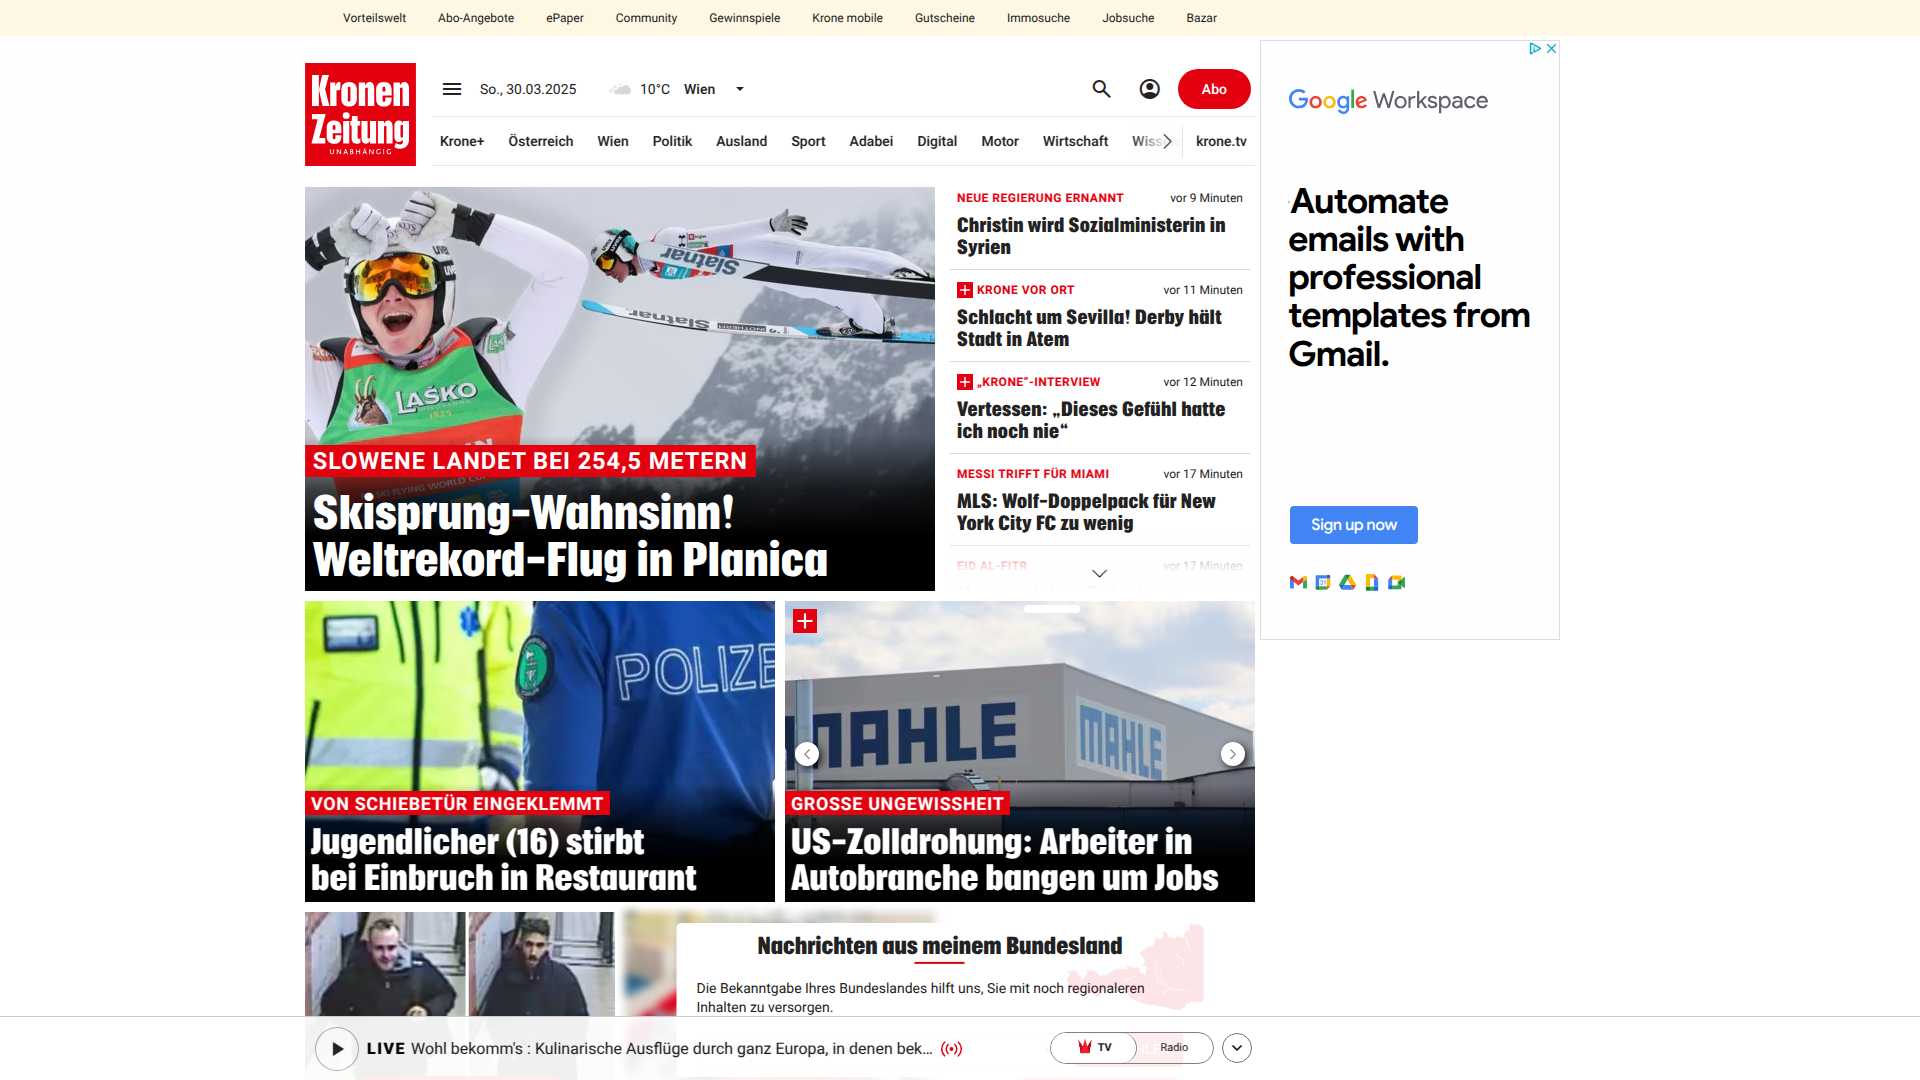 Vorteilswelt Abo-Angebote ePaper Community Gewinnspiele Krone mobile Gutscheine Immosuche Jobsuche Bazar
Kronen
Zeitung
UNABHÄNGIG
So., 30.03.2025 10°C Wien
Abo
Krone+ Österreich Wien Politik Ausland Sport Adabei Digital Motor Wirtschaft Wiss krone.tv
LAŠKO
1825
Slatnar
Slatnar
SLOWENE LANDET BEI 254,5 METERN
Skisprung-Wahnsinn!
Weltrekord-Flug in Planica
NEUE REGIERUNG ERNANNT vor 9 Minuten
Christin wird Sozialministerin in
Syrien
KRONE VOR ORT vor 11 Minuten
Schlacht um Sevilla! Derby hält
Stadt in Atem
„KRONE“-INTERVIEW vor 12 Minuten
Vertessen: „Dieses Gefühl hatte
ich noch nie“
MESSI TRIFFT FÜR MIAMI vor 17 Minuten
MLS: Wolf-Doppelpack für New
York City FC zu wenig
EID AL-FITR vor 17 Minuten
Google Workspace
Automate
emails with
professional
templates from
Gmail.
Sign up now
POLIZE
VON SCHIEBETÜR EINGEKLEMMT
Jugendlicher (16) stirbt
bei Einbruch in Restaurant
MAHLE
MAHLE
GROSSE UNGEWISSHEIT
US-Zolldrohung: Arbeiter in
Autobranche bangen um Jobs
Nachrichten aus meinem Bundesland
Die Bekanntgabe Ihres Bundeslandes hilft uns, Sie mit noch regionaleren
Inhalten zu versorgen.
LIVE Wohl bekomm's : Kulinarische Ausflüge durch ganz Europa, in denen bek...
TV Radio